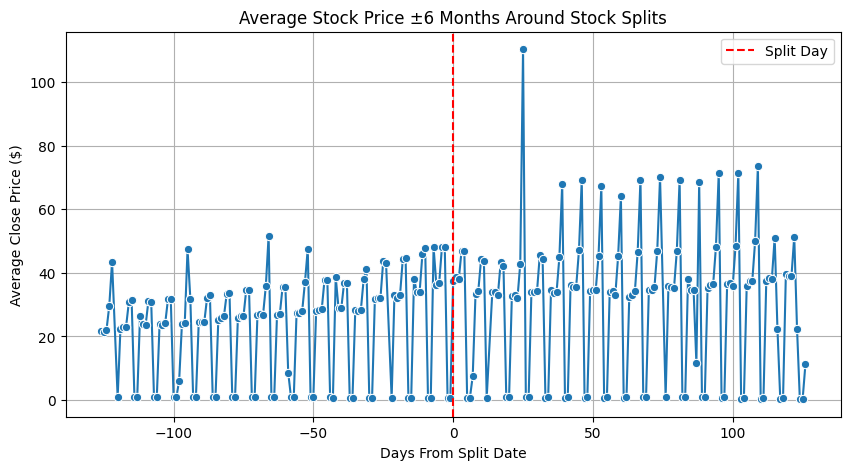 Average Stock Price ±6 Months Around Stock Splits
Split Day
Average Close Price ($)
100
80
60
40
20
0
−100
−50
0
50
100
Days From Split Date